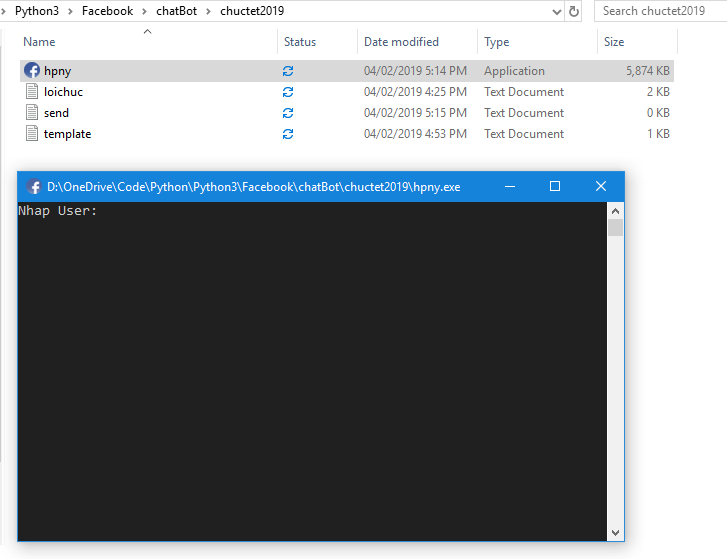 Python3 Facebook chatBot chuctet2019 Search chuctet2019
Name Status Date modified Type Size
hpny 04/02/2019 5:14 PM Application 5,874 KB
loichuc 04/02/2019 4:25 PM Text Document 2 KB
send 04/02/2019 5:15 PM Text Document 0 KB
template 04/02/2019 4:53 PM Text Document 1 KB
D:\OneDrive\Code\Python\Python3\Facebook\chatBot\chuctet2019\hpny.exe
Nhap User: